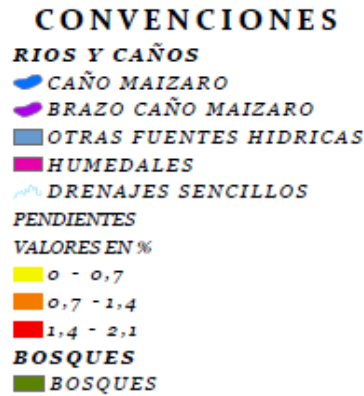 CONVENCIONES
RIOS Y CAÑOS
CAÑO MAIZARO
BRAZO CAÑO MAIZARO
OTRAS FUENTES HIDRICAS
HUMEDALES
DRENAJES SENCILLOS
PENDIENTES
VALORES EN %
0 - 0,7
0,7 - 1,4
1,4 - 2,1
BOSQUES
BOSQUES